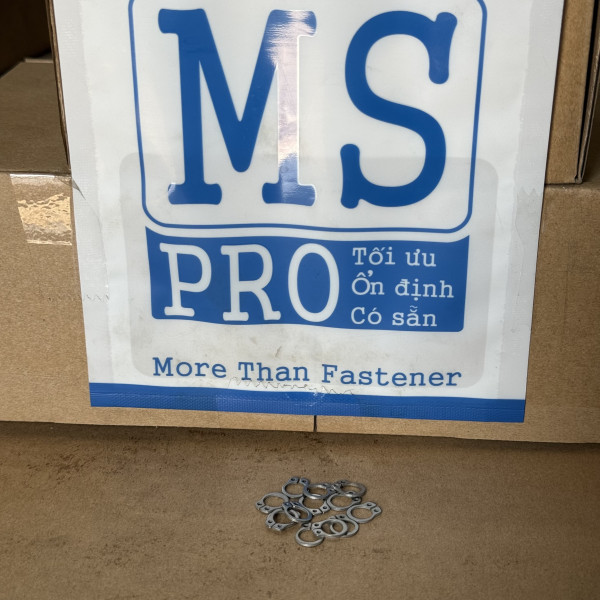 MS
PRO
Tối ưu
Ổn định
Có sẵn
More Than Fastener